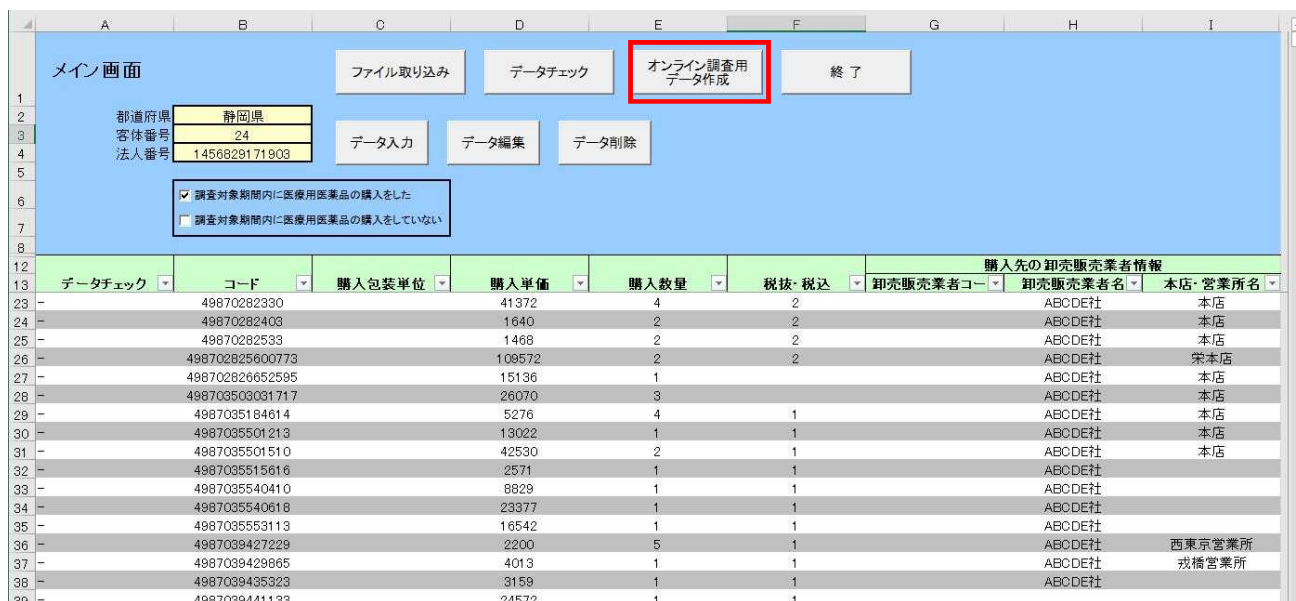 A B C D E F G H I
メイン画面 ファイル取り込み データチェック オンライン調査用 終了
データ作成
1
2 都道府県 静岡県
3 客体番号 24
データ入力 データ編集 データ削除
4 法人番号 1456829171903
5
6 調査対象期間内に医療用医薬品の購入をした
7 調査対象期間内に医療用医薬品の購入をしていない
8
12 購入先の卸売販売業者情報
13 データチェック コード 購入包装単位 購入単価 購入数量 税抜・税込 卸売販売業者コー 卸売販売業者名 本店・営業所名
23 - 49870282330 41372 4 2 ABCDE社 本店
24 - 49870282403 1640 2 2 ABCDE社 本店
25 - 49870282533 1468 2 2 ABCDE社 本店
26 - 498702825600773 109572 2 2 ABCDE社 栄本店
27 - 498702826652595 15136 1 ABCDE社 本店
28 - 498703503031717 26070 3 ABCDE社 本店
29 - 4987035184614 5276 4 1 ABCDE社 本店
30 - 4987035501213 13022 1 1 ABCDE社 本店
31 - 4987035501510 42530 2 1 ABCDE社 本店
32 - 4987035515616 2571 1 1 ABCDE社
33 - 4987035540410 8829 1 1 ABCDE社
34 - 4987035540618 23377 1 1 ABCDE社
35 - 4987035553113 16542 1 1 ABCDE社
36 - 4987039427229 2200 5 1 ABCDE社 西東京営業所
37 - 4987039429865 4013 1 1 ABCDE社 戎橋営業所
38 - 4987039435323 3159 1 1 ABCDE社
39 - 4987039441133 24572 1 1